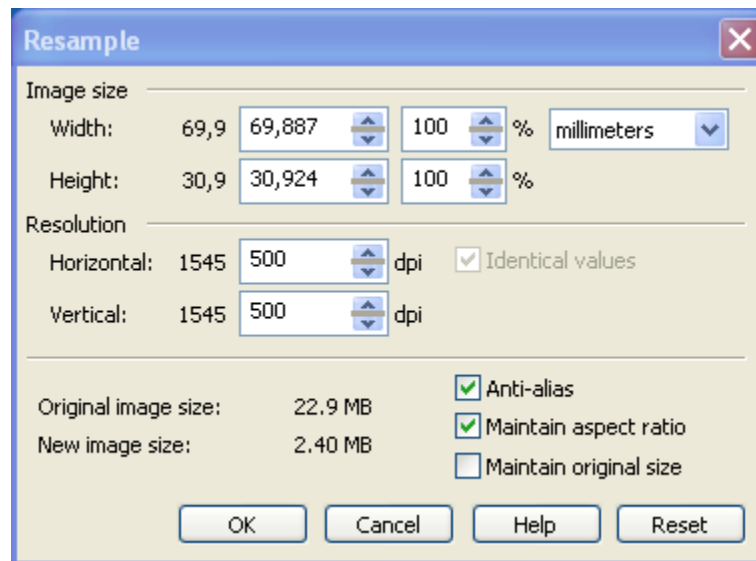 Resample
Image size
Width: 69,9 69,887 100 % millimeters
Height: 30,9 30,924 100 %
Resolution
Horizontal: 1545 500 dpi Identical values
Vertical: 1545 500 dpi
Anti-alias
Original image size: 22.9 MB
Maintain aspect ratio
New image size: 2.40 MB
Maintain original size
OK Cancel Help Reset